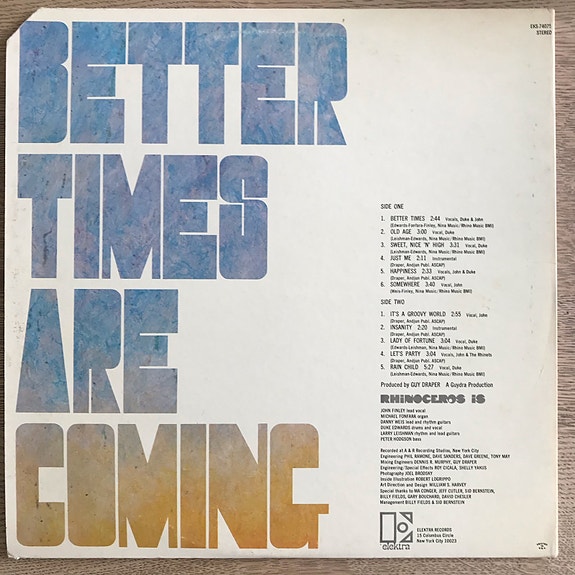 BETTER
TIMES
ARE
COMING
EKS-74075
STEREO
SIDE ONE
1. BETTER TIMES 2:44 Vocals, Duke & John
(Edwards-Fonfara-Finley, Nina Music/Rhino Music BMI)
2. OLD AGE 3:00 Vocal, Duke
(Leishman-Edwards, Nina Music/Rhino Music BMI)
3. SWEET, NICE 'N' HIGH 3:31 Vocal, Duke
(Leishman-Edwards, Nina Music/Rhino Music BMI)
4. JUST ME 2:11 Instrumental
(Draper, Andjun Publ. ASCAP)
5. HAPPINESS 2:33 Vocals, John & Duke
(Draper, Andjun Publ. ASCAP)
6. SOMEWHERE 3:40 Vocal, John
(Weis-Finley, Nina Music/Rhino Music BMI)
SIDE TWO
1. IT'S A GROOVY WORLD 2:55 Vocal, John
(Draper, Andjun Publ. ASCAP)
2. INSANITY 2:20 Instrumental
(Draper, Andjun Publ. ASCAP)
3. LADY OF FORTUNE 3:04 Vocal, Duke
(Edwards-Leishman, Nina Music/Rhino Music BMI)
4. LET'S PARTY 3:04 Vocals, John & The Rhinets
(Draper, Andjun Publ. ASCAP)
5. RAIN CHILD 5:27 Vocal, Duke
(Leishman-Edwards, Nina Music/Rhino Music BMI)
Produced by GUY DRAPER A Guydra Production
RHINOCEROS IS
JOHN FINLEY lead vocal
MICHAEL FONFARA organ
DANNY WEIS lead and rhythm guitars
DUKE EDWARDS drums and vocal
LARRY LEISHMAN rhythm and lead guitars
PETER HODGSON bass
Recorded at A & R Recording Studios, New York City
Engineering PHIL RAMONE, DAVE SANDERS, DAVE GREENE, TONY MAY
Mixing Engineers DENNIS R. MURPHY, GUY DRAPER
Engineering/Special Effects ROY CICALA, SHELLY YAKUS
Photography JOEL BRODSKY
Inside Illustration ROBERT LOGRIPPO
Art Direction and Design WILLIAM S. HARVEY
Special thanks to MA CONGER, JEFF CUTLER, SID BERNSTEIN,
BILLY FIELDS, GARY BOUCHARD, DAVID CHESLER
Management BILLY FIELDS & SID BERNSTEIN
elektra
ELEKTRA RECORDS
15 Columbus Circle
New York City 10023